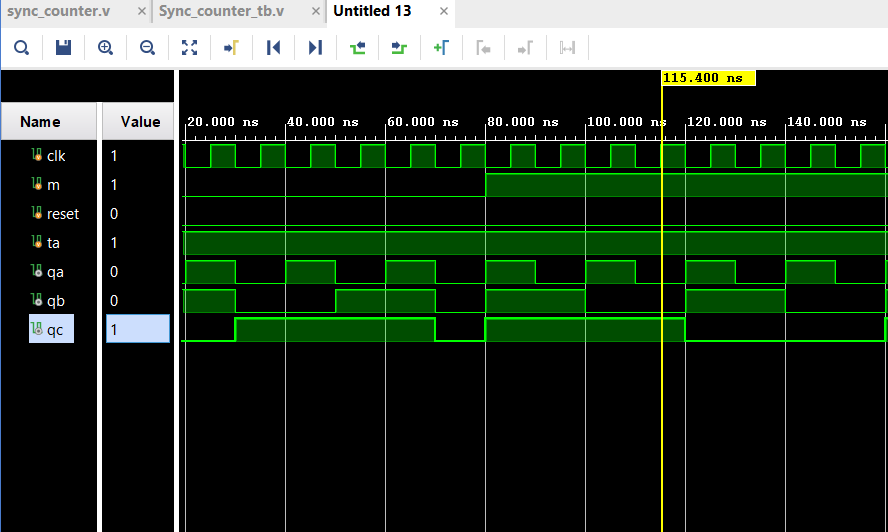 sync_counter.v × Sync_counter_tb.v × Untitled 13 ×
115.400 ns
Name Value 20.000 ns 40.000 ns 60.000 ns 80.000 ns 100.000 ns 120.000 ns 140.000 ns
clk 1
m 1
reset 0
ta 1
qa 0
qb 0
qc 1